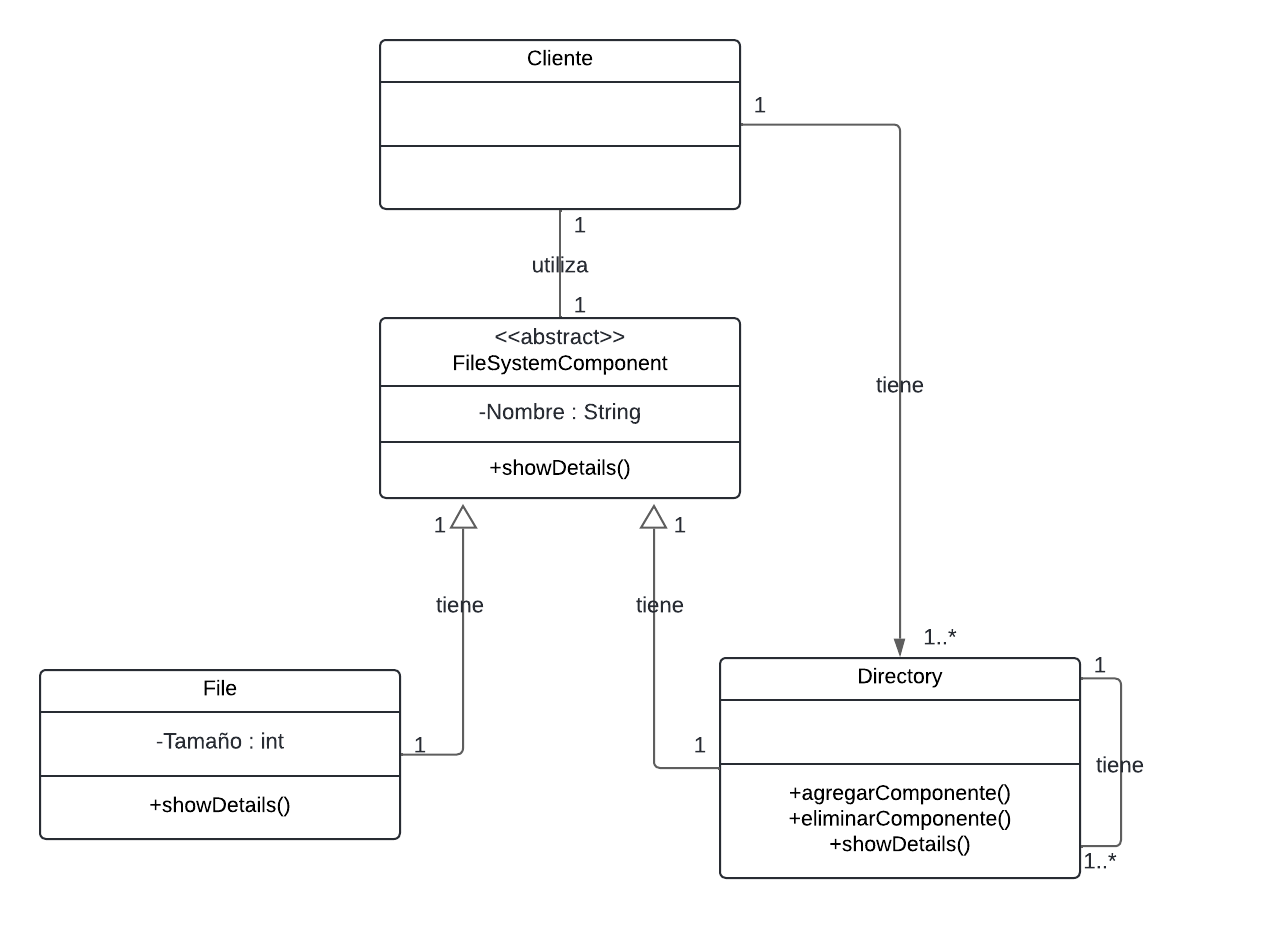 Cliente
1
1
utiliza
1
<<abstract>>
FileSystemComponent
-Nombre : String
tiene
+showDetails()
1
1
tiene
tiene
1..*
File
-Tamaño : int
+showDetails()
1
1
Directory
+agregarComponente()
+eliminarComponente()
+showDetails()
1
tiene
1..*